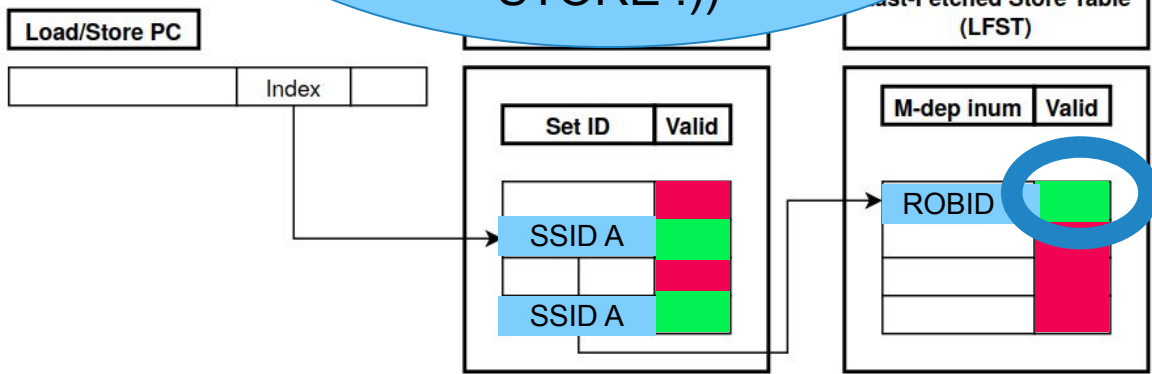 STORE :))
Last-Fetched Store Table
(LFST)
Load/Store PC
Index
Set ID
Valid
M-dep inum
Valid
ROBID
SSID A
SSID A